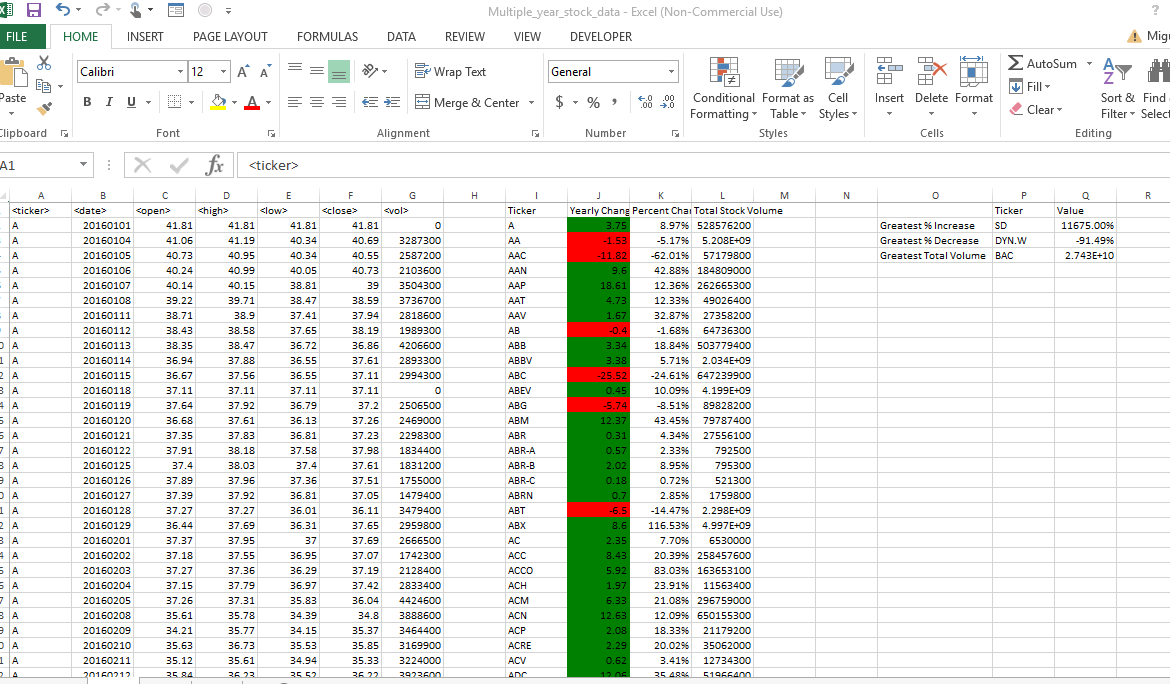 Multiple_year_stock_data - Excel (Non-Commercial Use) ?
FILE HOME INSERT PAGE LAYOUT FORMULAS DATA REVIEW VIEW DEVELOPER Migu
Calibri 12 Wrap Text General AutoSum
Paste B I U Merge & Center $ % Conditional Formatting Format as Table Cell Styles Insert Delete Format Fill Clear Sort & Filter Find Select
Clipboard Font Alignment Number Styles Cells Editing
A1 fx <ticker>
A B C D E F G H I J K L M N O P Q R
<ticker> <date> <open> <high> <low> <close> <vol> Ticker Yearly Chang Percent Chan Total Stock Volume Ticker Value
A 20160101 41.81 41.81 41.81 41.81 0 A 3.75 8.97% 528576200 Greatest % Increase SD 11675.00%
A 20160104 41.06 41.19 40.34 40.69 3287300 AA -1.53 -5.17% 5.208E+09 Greatest % Decrease DYN.W -91.49%
A 20160105 40.73 40.95 40.34 40.55 2587200 AAC -11.82 -62.01% 57179800 Greatest Total Volume BAC 2.743E+10
A 20160106 40.24 40.99 40.05 40.73 2103600 AAN 9.6 42.88% 184809000
A 20160107 40.14 40.15 38.81 39 3504300 AAP 18.61 12.36% 262665300
A 20160108 39.22 39.71 38.47 38.59 3736700 AAT 4.73 12.33% 49026400
A 20160111 38.71 38.9 37.41 37.94 2818600 AAV 1.67 32.87% 27358200
A 20160112 38.43 38.58 37.65 38.19 1989300 AB -0.4 -1.68% 64736300
A 20160113 38.35 38.47 36.72 36.86 4206600 ABB 3.34 18.84% 503779400
A 20160114 36.94 37.88 36.55 37.61 2893300 ABBV 3.38 5.71% 2.034E+09
A 20160115 36.67 37.56 36.55 37.11 2994300 ABC -25.52 -24.61% 647239900
A 20160118 37.11 37.11 37.11 37.11 0 ABEV 0.45 10.09% 4.199E+09
A 20160119 37.64 37.92 36.79 37.2 2506500 ABG -5.74 -8.51% 89828200
A 20160120 36.68 37.61 36.13 37.26 2469000 ABM 12.37 43.45% 79787400
A 20160121 37.35 37.83 36.81 37.23 2298300 ABR 0.31 4.34% 27556100
A 20160122 37.91 38.18 37.58 37.98 1834400 ABR-A 0.57 2.33% 792500
A 20160125 37.4 38.03 37.4 37.61 1831200 ABR-B 2.02 8.95% 795300
A 20160126 37.89 37.96 37.36 37.51 1755000 ABR-C 0.18 0.72% 521300
A 20160127 37.39 37.92 36.81 37.05 1479400 ABRN 0.7 2.85% 1759800
A 20160128 37.27 37.27 36.01 36.11 3479400 ABT -6.5 -14.47% 2.298E+09
A 20160129 36.44 37.69 36.31 37.65 2959800 ABX 8.6 116.53% 4.997E+09
A 20160201 37.37 37.95 37 37.69 2666500 AC 2.35 7.70% 6530000
A 20160202 37.18 37.55 36.95 37.07 1742300 ACC 8.43 20.39% 258457600
A 20160203 37.27 37.36 36.29 37.19 2128400 ACCO 5.92 83.03% 163653100
A 20160204 37.15 37.79 36.97 37.42 2833400 ACH 1.97 23.91% 11563400
A 20160205 37.26 37.31 35.83 36.04 4424600 ACM 6.33 21.08% 296759000
A 20160208 35.61 35.78 34.39 34.8 3888600 ACN 12.63 12.09% 650155300
A 20160209 34.21 35.77 34.15 35.37 3464400 ACP 2.08 18.33% 21179200
A 20160210 35.63 36.73 35.53 35.85 3169900 ACRE 2.29 20.02% 35062000
A 20160211 35.12 35.61 34.94 35.33 3224000 ACV 0.62 3.41% 12734300
A 20160212 35.84 36.23 35.52 36.22 3923600 ADC 12.06 35.48% 51966400